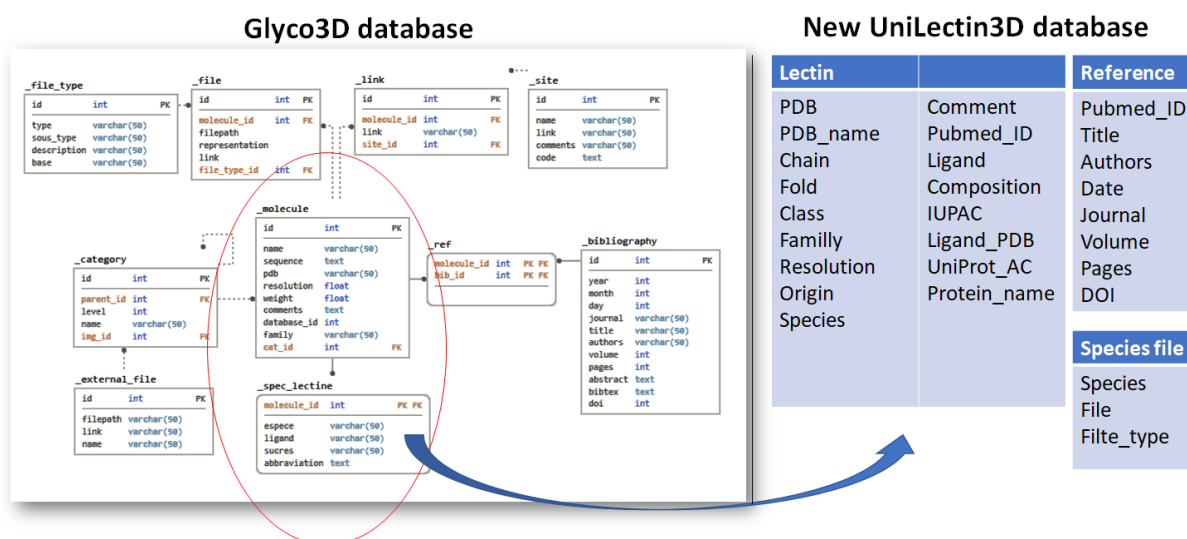 Glyco3D database
New UniLectin3D database
_file_type
id int PK
type varchar(50)
sous_type varchar(50)
description varchar(50)
base varchar(50)
_file
id int PK
molecule_id int FK
filepath
representation
link
file_type_id int FK
_link
id int PK
molecule_id int FK
link varchar(50)
site_id int FK
_site
id int PK
name varchar(50)
link varchar(50)
comments varchar(50)
code text
_molecule
id int PK
name varchar(50)
sequence text
pdb varchar(50)
resolution float
weight float
comments text
database_id int
family varchar(50)
cat_id int FK
_category
id int PK
parent_id int FK
level int
name varchar(50)
img_id int FK
_ref
molecule_id int PK FK
bib_id int PK FK
_bibliography
id int PK
year int
month int
day int
journal varchar(50)
title varchar(50)
authors varchar(50)
volume int
pages int
abstract text
bibtex text
doi int
_external_file
id int PK
filepath varchar(50)
link varchar(50)
name varchar(50)
_spec_lectine
molecule_id int PK FK
espece varchar(50)
ligand varchar(50)
sucres varchar(50)
abbraviation text
Lectin
PDB
PDB_name
Chain
Fold
Class
Familly
Resolution
Origin
Species
Comment
Pubmed_ID
Ligand
Composition
IUPAC
Ligand_PDB
UniProt_AC
Protein_name
Reference
Pubmed_ID
Title
Authors
Date
Journal
Volume
Pages
DOI
Species file
Species
File
Filte_type